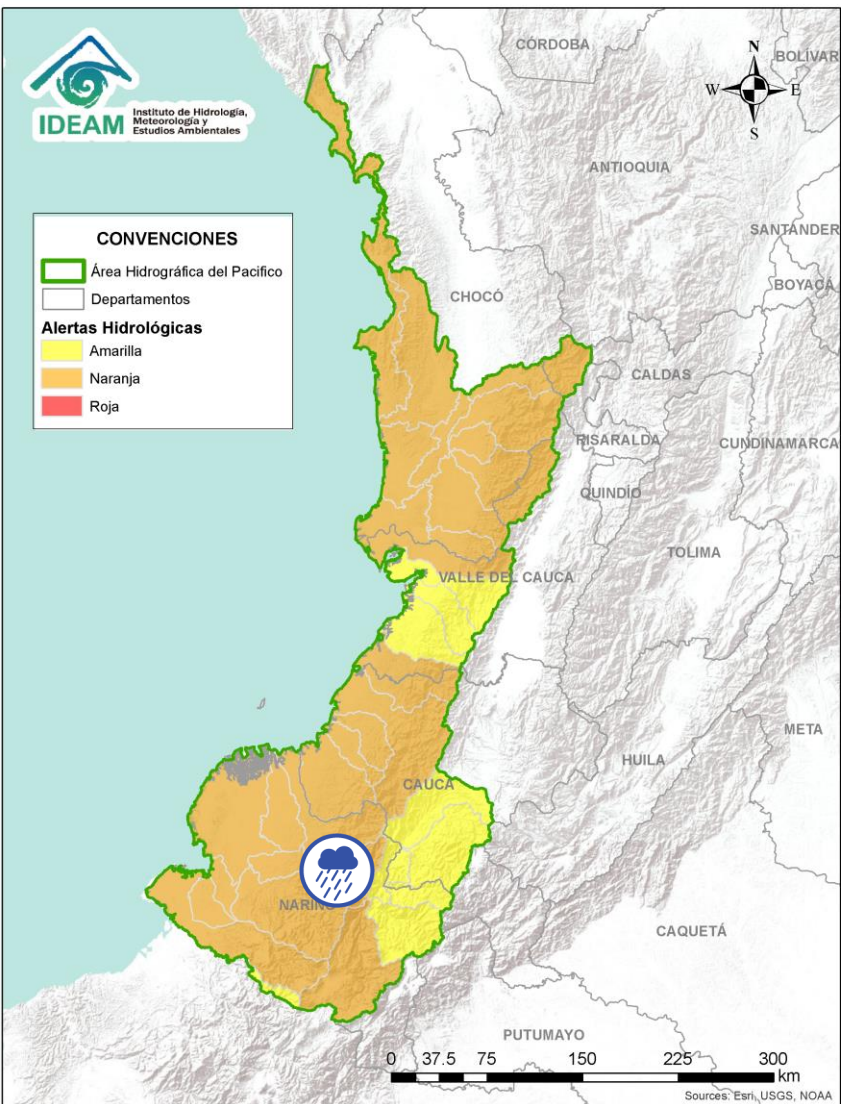 IDEAM
Instituto de Hidrología,
Meteorología y
Estudios Ambientales
CONVENCIONES
Área Hidrográfica del Pacifico
Departamentos
Alertas Hidrológicas
Amarilla
Naranja
Roja
N
W E
S
CÓRDOBA
BOLÍVAR
ANTIOQUIA
SANTANDER
BOYACÁ
CHOCÓ
CALDAS
RISARALDA
CUNDINAMARCA
QUINDÍO
TOLIMA
VALLE DEL CAUCA
META
HUILA
CAUCA
NARIÑO
CAQUETÁ
PUTUMAYO
0 37.5 75 150 225 300
km
Sources: Esri, USGS, NOAA